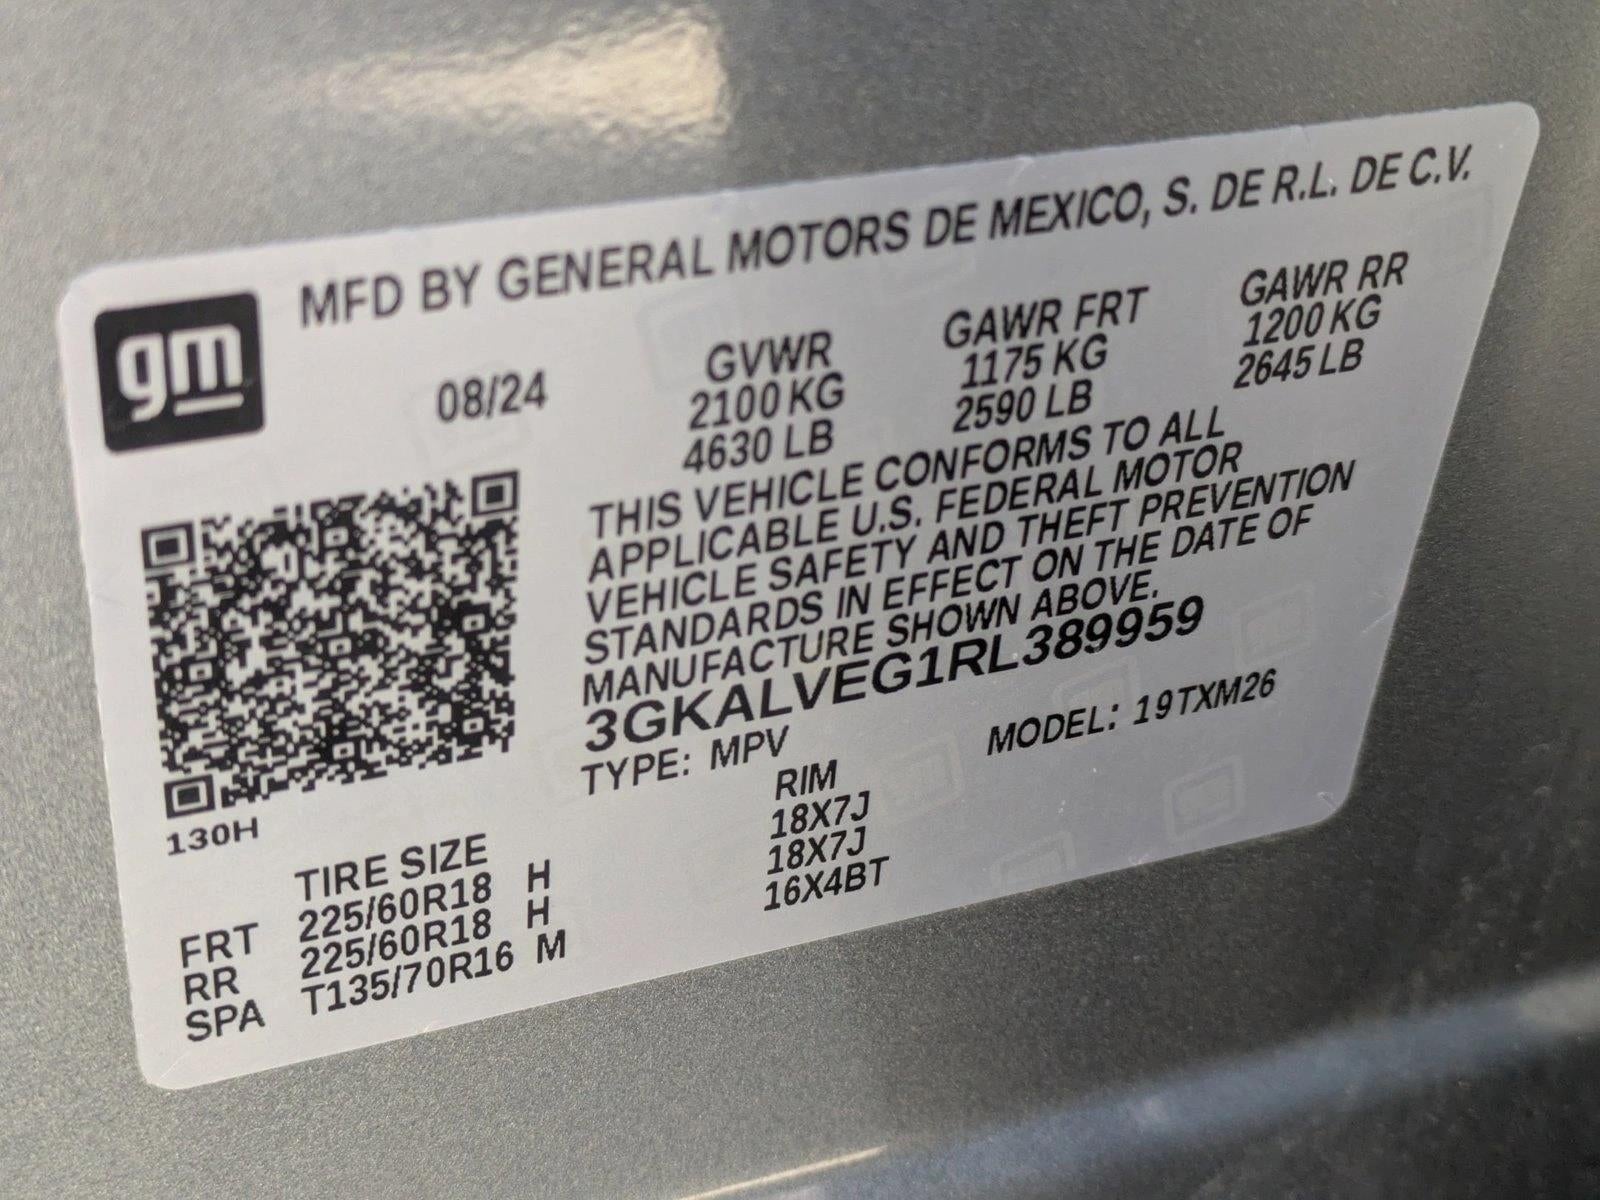 gm
MFD BY GENERAL MOTORS DE MEXICO, S. DE R.L. DE C.V.
08/24 GVWR GAWR FRT GAWR RR
2100 KG 1175 KG 1200 KG
4630 LB 2590 LB 2645 LB
THIS VEHICLE CONFORMS TO ALL
APPLICABLE U.S. FEDERAL MOTOR
VEHICLE SAFETY AND THEFT PREVENTION
STANDARDS IN EFFECT ON THE DATE OF
MANUFACTURE SHOWN ABOVE.
3GKALVEG1RL389959
TYPE: MPV MODEL: 19TXM26
130H
TIRE SIZE RIM
FRT 225/60R18 H 18X7J
RR 225/60R18 H 18X7J
SPA T135/70R16 M 16X4BT